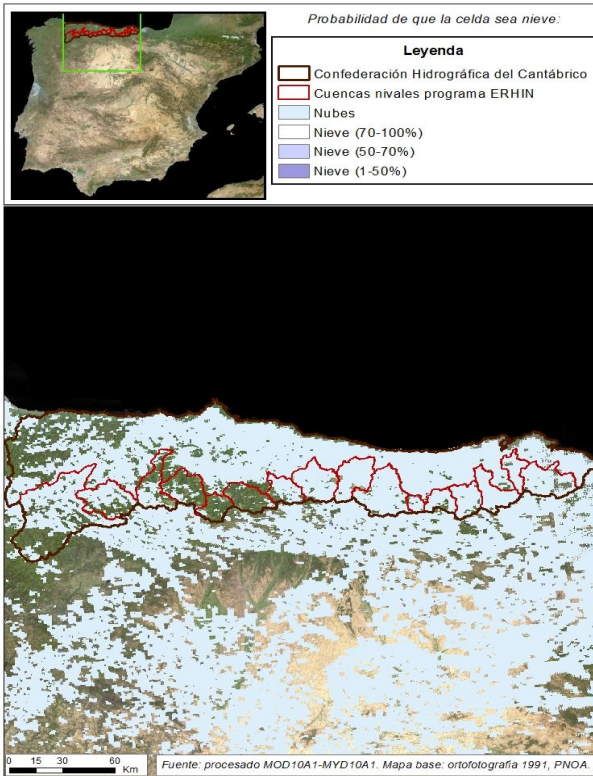 Probabilidad de que la celda sea nieve:
Leyenda
Confederación Hidrográfica del Cantábrico
Cuencas nivales programa ERHIN
Nubes
Nieve (70-100%)
Nieve (50-70%)
Nieve (1-50%)
0 15 30 60
Km
Fuente: procesado MOD10A1-MYD10A1. Mapa base: ortofotografia 1991, PNOA.